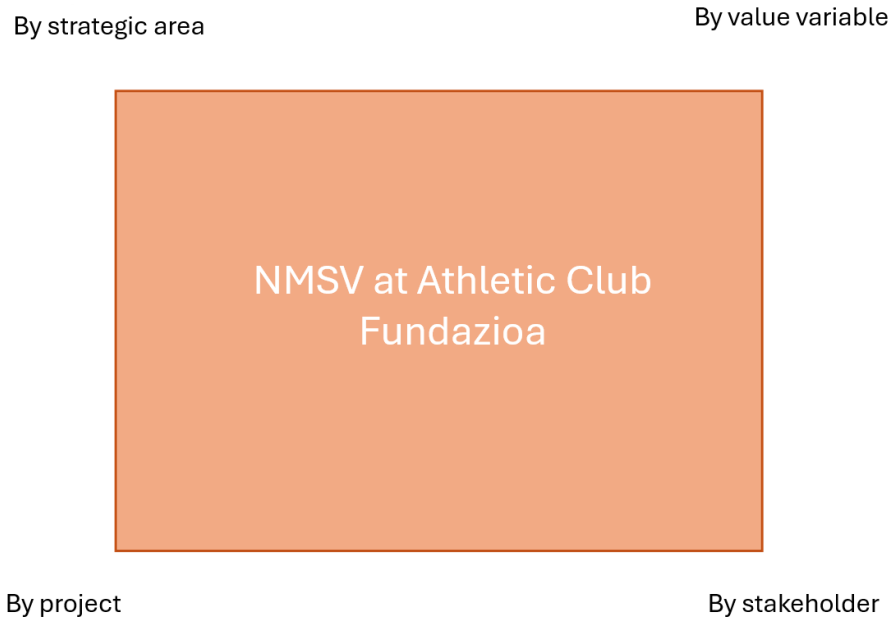 By strategic area
By value variable
NMSV at Athletic Club
Fundazioa
By project
By stakeholder